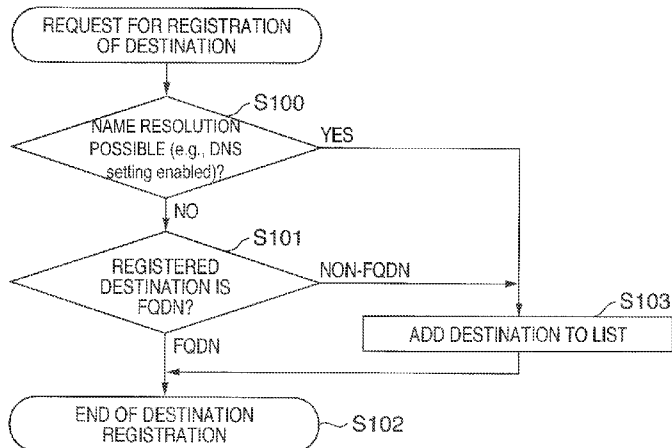 REQUEST FOR REGISTRATION
OF DESTINATION
S100
NAME RESOLUTION
POSSIBLE (e.g., DNS
setting enabled)?
YES
NO
S101
REGISTERED
DESTINATION IS
FQDN?
NON-FQDN
S103
ADD DESTINATION TO LIST
FQDN
END OF DESTINATION
REGISTRATION
S102